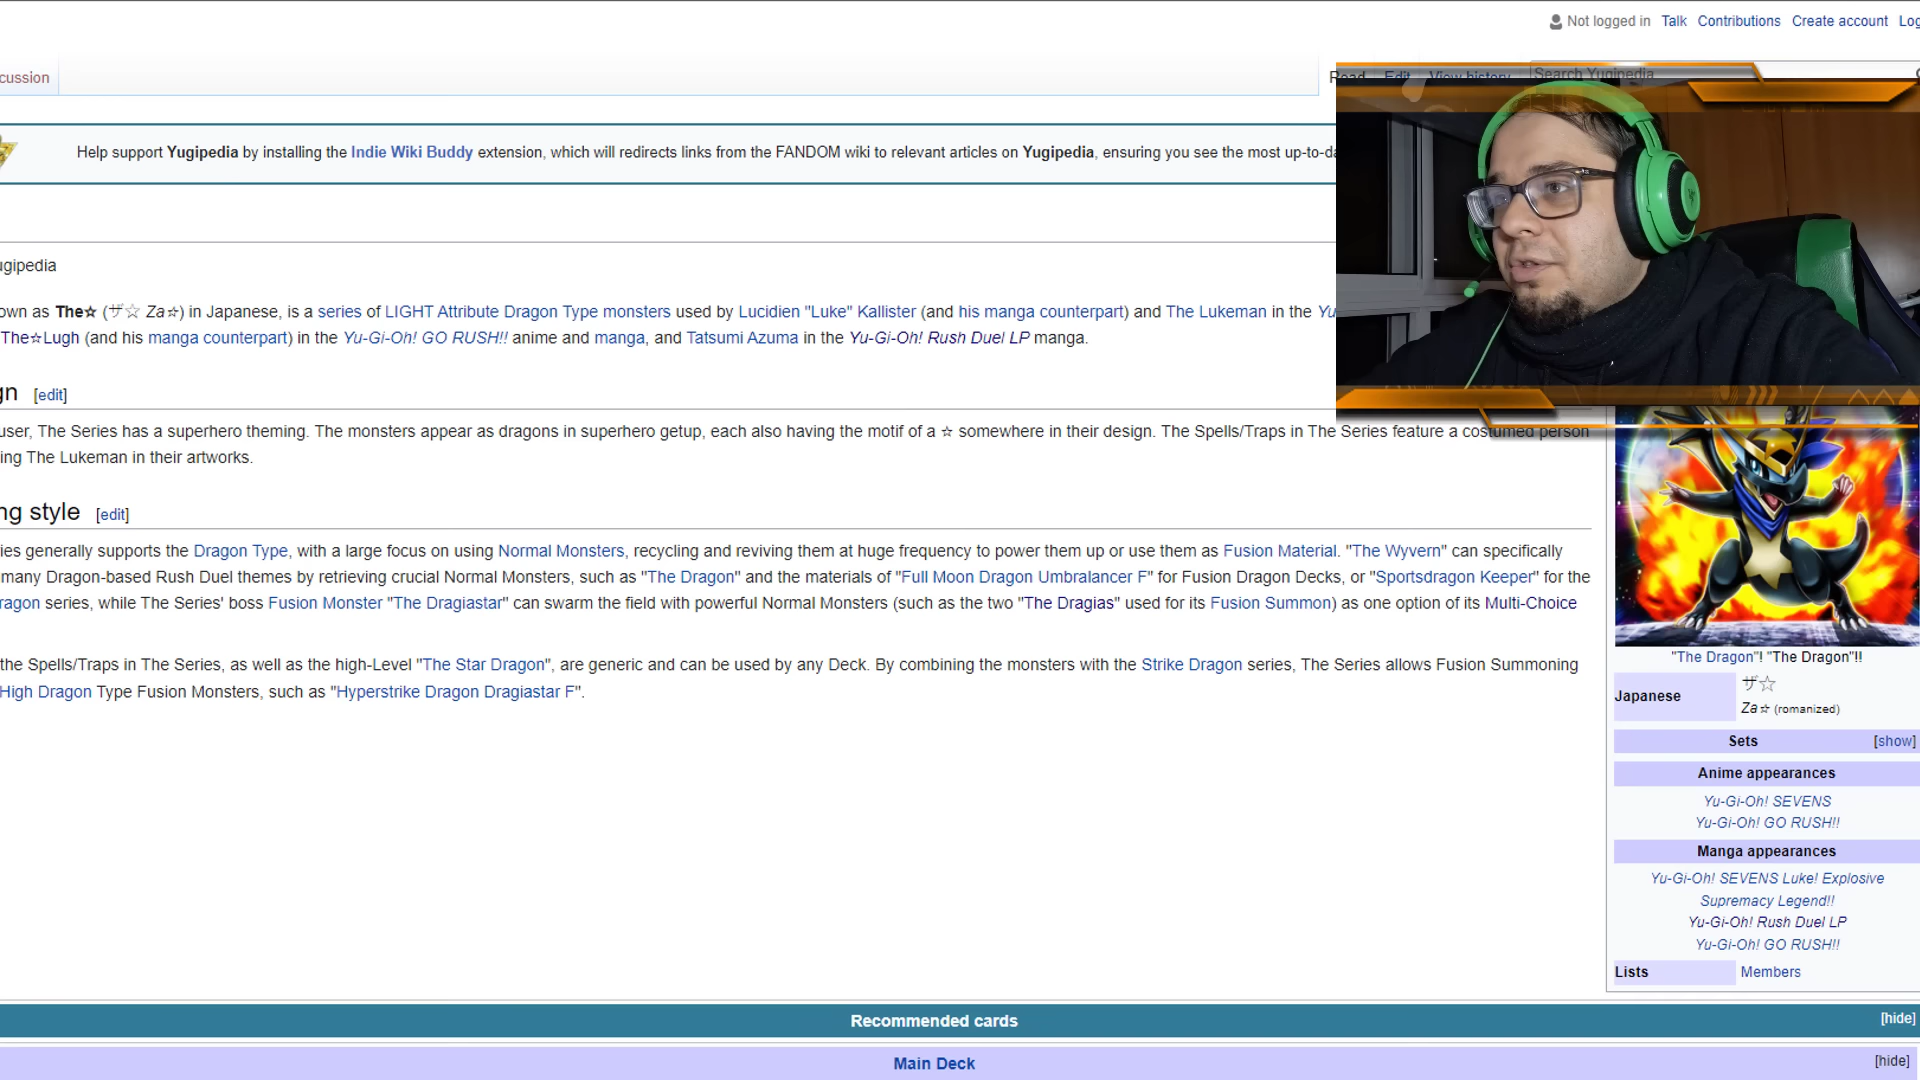 Not logged in Talk Contributions Create account Log
cussion
Read Edit View history Search Yugipedia
Help support Yugipedia by installing the Indie Wiki Buddy extension, which will redirects links from the FANDOM wiki to relevant articles on Yugipedia, ensuring you see the most up-to-da
ugipedia
own as The☆ (ザ☆ Za☆) in Japanese, is a series of LIGHT Attribute Dragon Type monsters used by Lucidien "Luke" Kallister (and his manga counterpart) and The Lukeman in the Yu
The☆Lugh (and his manga counterpart) in the Yu-Gi-Oh! GO RUSH!! anime and manga, and Tatsumi Azuma in the Yu-Gi-Oh! Rush Duel LP manga.
gn [edit]
user, The Series has a superhero theming. The monsters appear as dragons in superhero getup, each also having the motif of a ☆ somewhere in their design. The Spells/Traps in The Series feature a costumed person
ing The Lukeman in their artworks.
ng style [edit]
ies generally supports the Dragon Type, with a large focus on using Normal Monsters, recycling and reviving them at huge frequency to power them up or use them as Fusion Material. "The Wyvern" can specifically
many Dragon-based Rush Duel themes by retrieving crucial Normal Monsters, such as "The Dragon" and the materials of "Full Moon Dragon Umbralancer F" for Fusion Dragon Decks, or "Sportsdragon Keeper" for the
ragon series, while The Series' boss Fusion Monster "The Dragiastar" can swarm the field with powerful Normal Monsters (such as the two "The Dragias" used for its Fusion Summon) as one option of its Multi-Choice
the Spells/Traps in The Series, as well as the high-Level "The Star Dragon", are generic and can be used by any Deck. By combining the monsters with the Strike Dragon series, The Series allows Fusion Summoning
High Dragon Type Fusion Monsters, such as "Hyperstrike Dragon Dragiastar F".
"The Dragon"! "The Dragon"!!
Japanese
ザ☆
Za☆ (romanized)
Sets [show]
Anime appearances
Yu-Gi-Oh! SEVENS
Yu-Gi-Oh! GO RUSH!!
Manga appearances
Yu-Gi-Oh! SEVENS Luke! Explosive
Supremacy Legend!!
Yu-Gi-Oh! Rush Duel LP
Yu-Gi-Oh! GO RUSH!!
Lists Members
Recommended cards [hide]
Main Deck [hide]